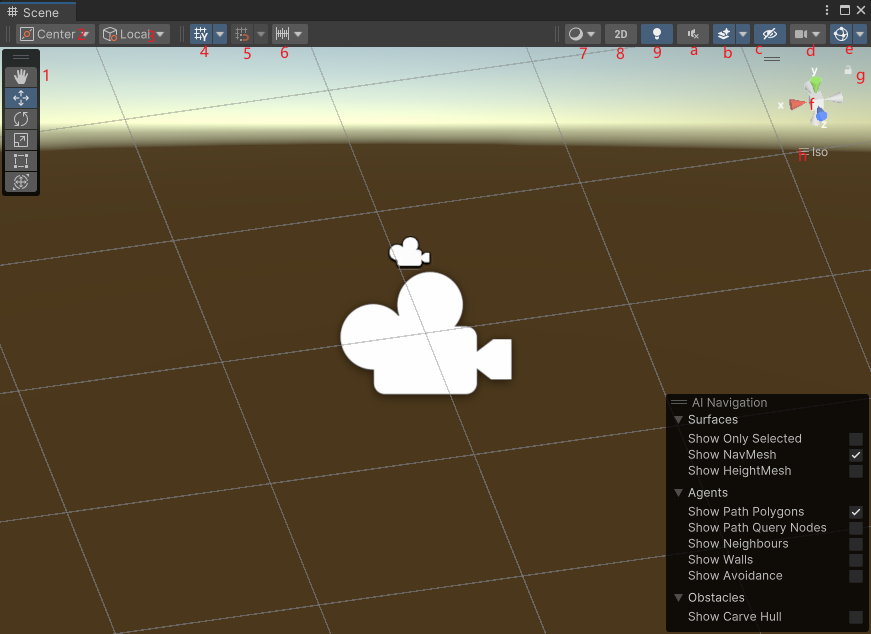 Scene
Center 2 Local 3 2D
4 5 6 7 8 9 a b c d e
1
y g
x f
z
h Iso
AI Navigation
Surfaces
Show Only Selected
Show NavMesh
Show HeightMesh
Agents
Show Path Polygons
Show Path Query Nodes
Show Neighbours
Show Walls
Show Avoidance
Obstacles
Show Carve Hull